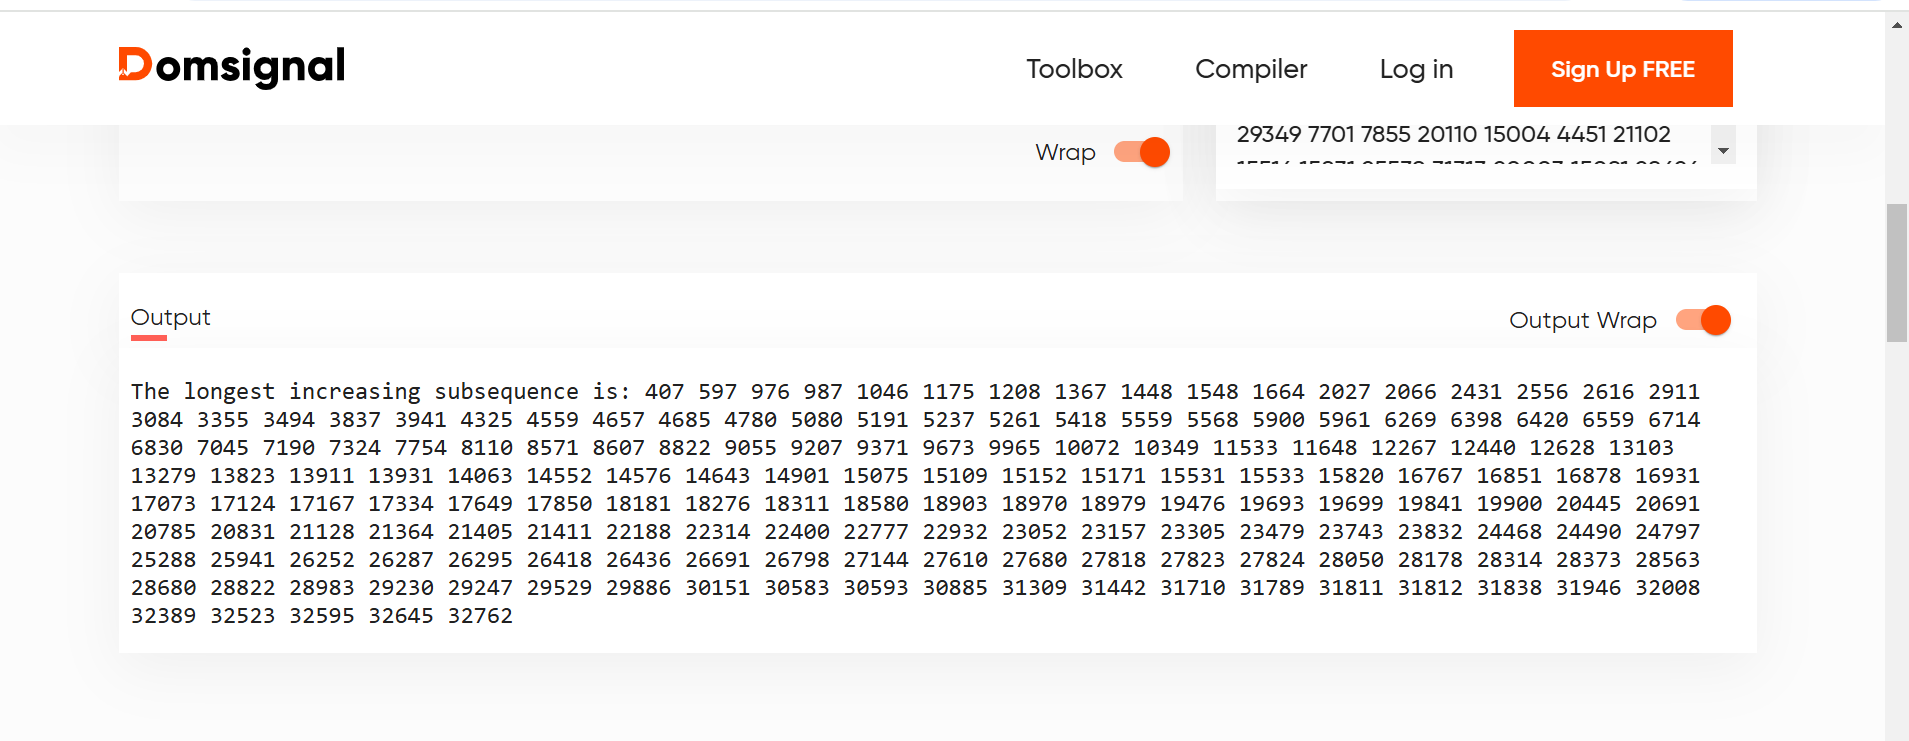 Domsignal
Toolbox
Compiler
Log in
Sign Up FREE
Wrap
29349 7701 7855 20110 15004 4451 21102
Output
Output Wrap
The longest increasing subsequence is: 407 597 976 987 1046 1175 1208 1367 1448 1548 1664 2027 2066 2431 2556 2616 2911
3084 3355 3494 3837 3941 4325 4559 4657 4685 4780 5080 5191 5237 5261 5418 5559 5568 5900 5961 6269 6398 6420 6559 6714
6830 7045 7190 7324 7754 8110 8571 8607 8822 9055 9207 9371 9673 9965 10072 10349 11533 11648 12267 12440 12628 13103
13279 13823 13911 13931 14063 14552 14576 14643 14901 15075 15109 15152 15171 15531 15533 15820 16767 16851 16878 16931
17073 17124 17167 17334 17649 17850 18181 18276 18311 18580 18903 18970 18979 19476 19693 19699 19841 19900 20445 20691
20785 20831 21128 21364 21405 21411 22188 22314 22400 22777 22932 23052 23157 23305 23479 23743 23832 24468 24490 24797
25288 25941 26252 26287 26295 26418 26436 26691 26798 27144 27610 27680 27818 27823 27824 28050 28178 28314 28373 28563
28680 28822 28983 29230 29247 29529 29886 30151 30583 30593 30885 31309 31442 31710 31789 31811 31812 31838 31946 32008
32389 32523 32595 32645 32762